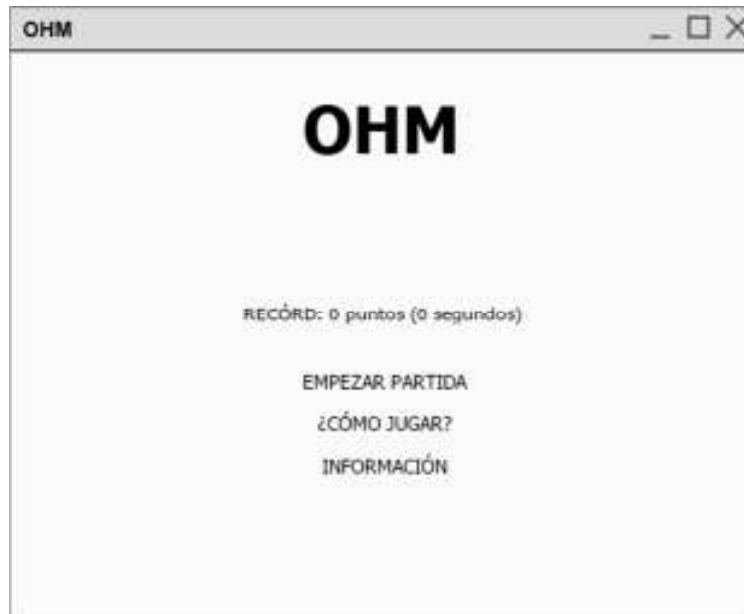 OHM
OHM
RECÓRD: 0 puntos (0 segundos)
EMPEZAR PARTIDA
¿CÓMO JUGAR?
INFORMACIÓN